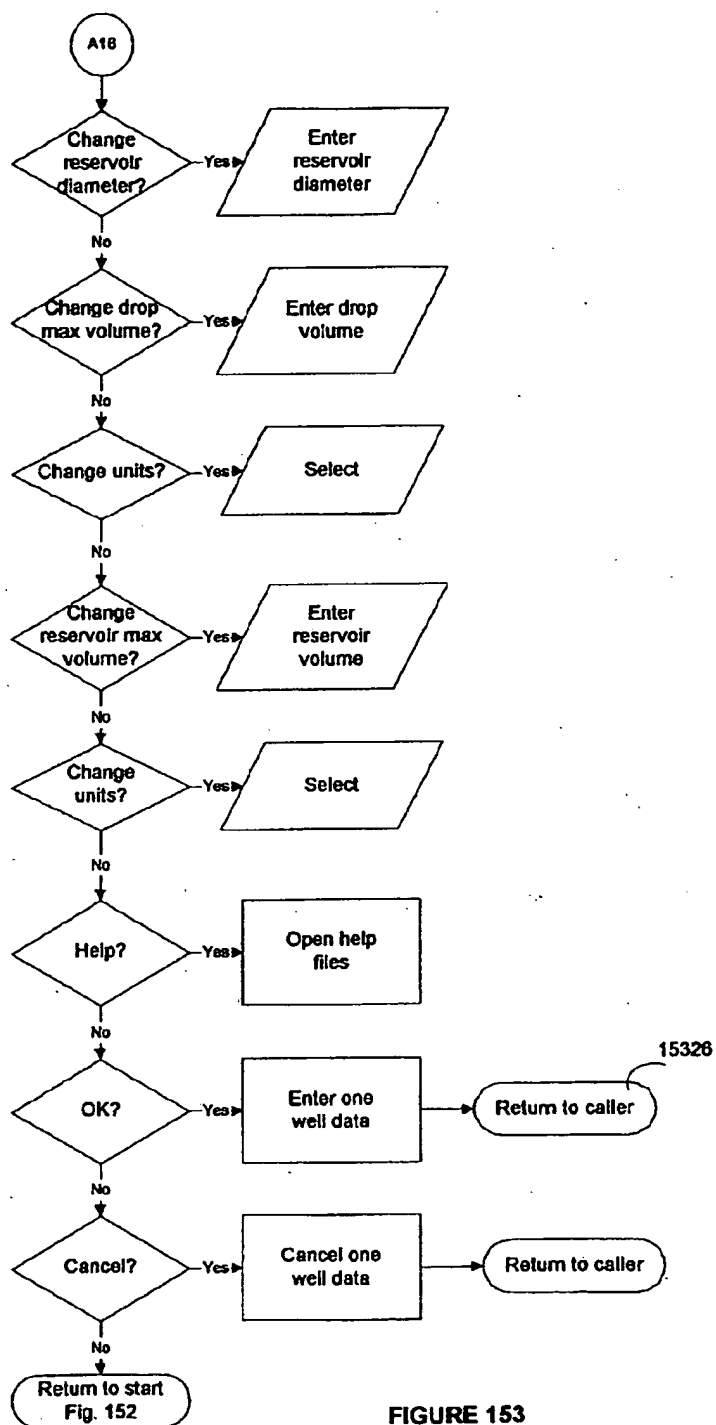 A16
Change
reservoir
diameter?
Yes
Enter
reservoir
diameter
No
Change drop
max volume?
Yes
Enter drop
volume
No
Change units?
Yes
Select
No
Change
reservoir max
volume?
Yes
Enter
reservoir
volume
No
Change
units?
Yes
Select
No
Help?
Yes
Open help
files
No
15326
OK?
Yes
Enter one
well data
Return to caller
No
Cancel?
Yes
Cancel one
well data
Return to caller
No
Return to start
Fig. 152
FIGURE 153